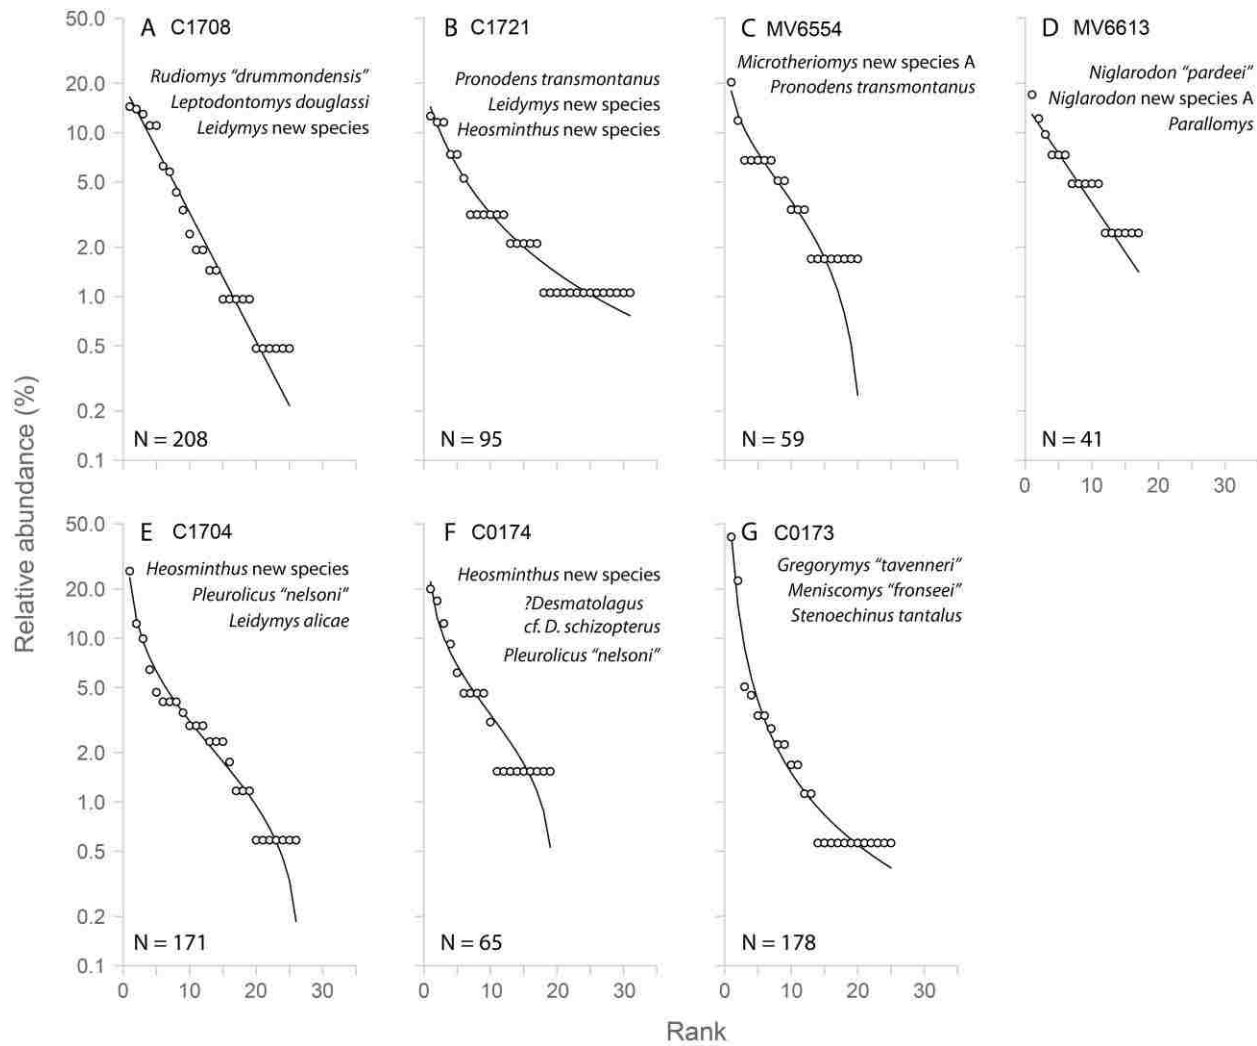 50.0
20.0
10.0
5.0
2.0
1.0
0.5
0.2
0.1
Relative abundance (%)
A C1708
Rudiomys "drummondensis"
Leptodontomys douglassi
Leidymys new species
N = 208
B C1721
Pronodens transmontanus
Leidymys new species
Heosminthus new species
N = 95
C MV6554
Microtheriomys new species A
Pronodens transmontanus
N = 59
D MV6613
Niglarodon "pardeei"
Niglarodon new species A
Parallomys
N = 41
0 10 20 30
50.0
20.0
10.0
5.0
2.0
1.0
0.5
0.2
0.1
E C1704
Heosminthus new species
Pleurolicus "nelsoni"
Leidymys alicae
N = 171
0 10 20 30
F C0174
Heosminthus new species
?Desmatolagus
cf. D. schizopterus
Pleurolicus "nelsoni"
N = 65
0 10 20 30
G C0173
Gregorymys "tavenneri"
Meniscomys "fronseei"
Stenoechinus tantalus
N = 178
0 10 20 30
Rank